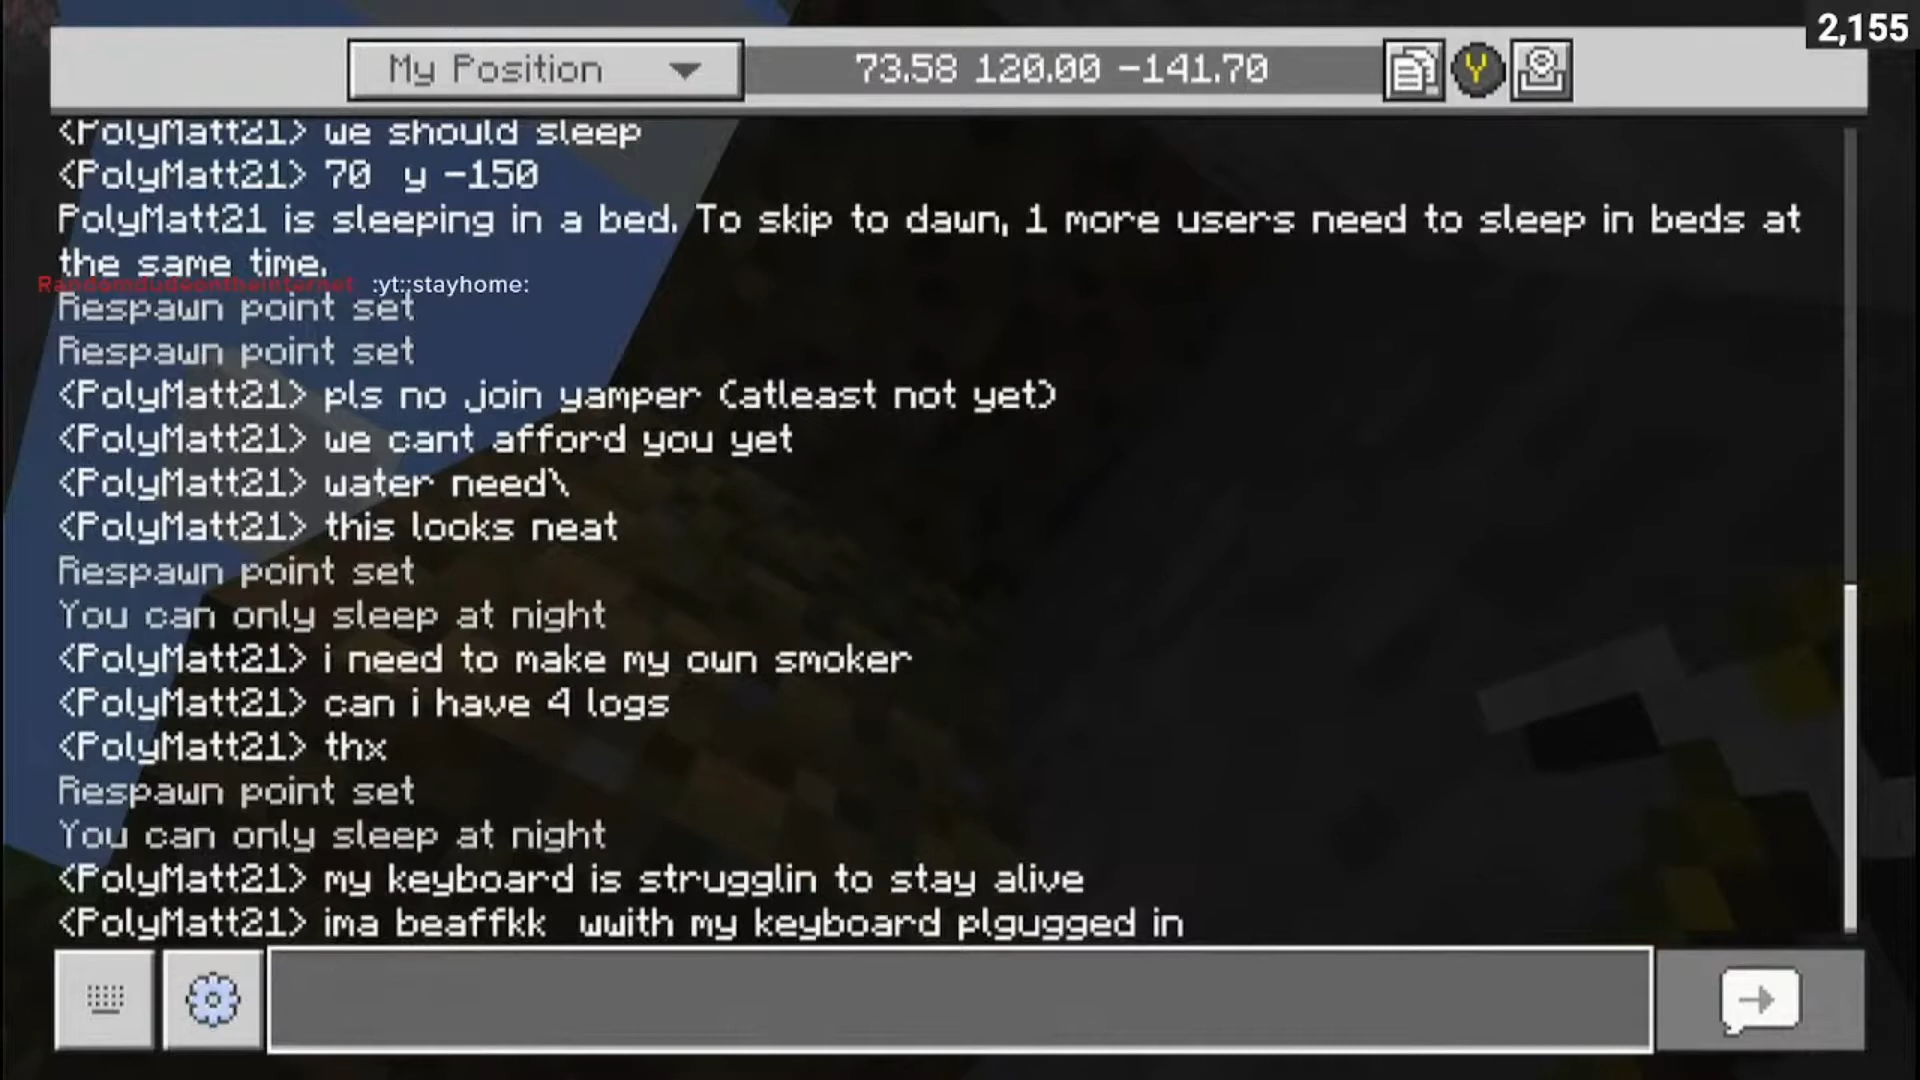 2,155
My Position 73.58 120.00 -141.70 Y
<PolyMatt21> we should sleep
<PolyMatt21> 70 y -150
PolyMatt21 is sleeping in a bed. To skip to dawn, 1 more users need to sleep in beds at
the same time.
Randomdudeontheinternet :yt::stayhome:
Respawn point set
Respawn point set
<PolyMatt21> pls no join yamper (atleast not yet)
<PolyMatt21> we cant afford you yet
<PolyMatt21> water need\
<PolyMatt21> this looks neat
Respawn point set
You can only sleep at night
<PolyMatt21> i need to make my own smoker
<PolyMatt21> can i have 4 logs
<PolyMatt21> thx
Respawn point set
You can only sleep at night
<PolyMatt21> my keyboard is strugglin to stay alive
<PolyMatt21> ima beaffkk  wwith my keyboard plgugged in